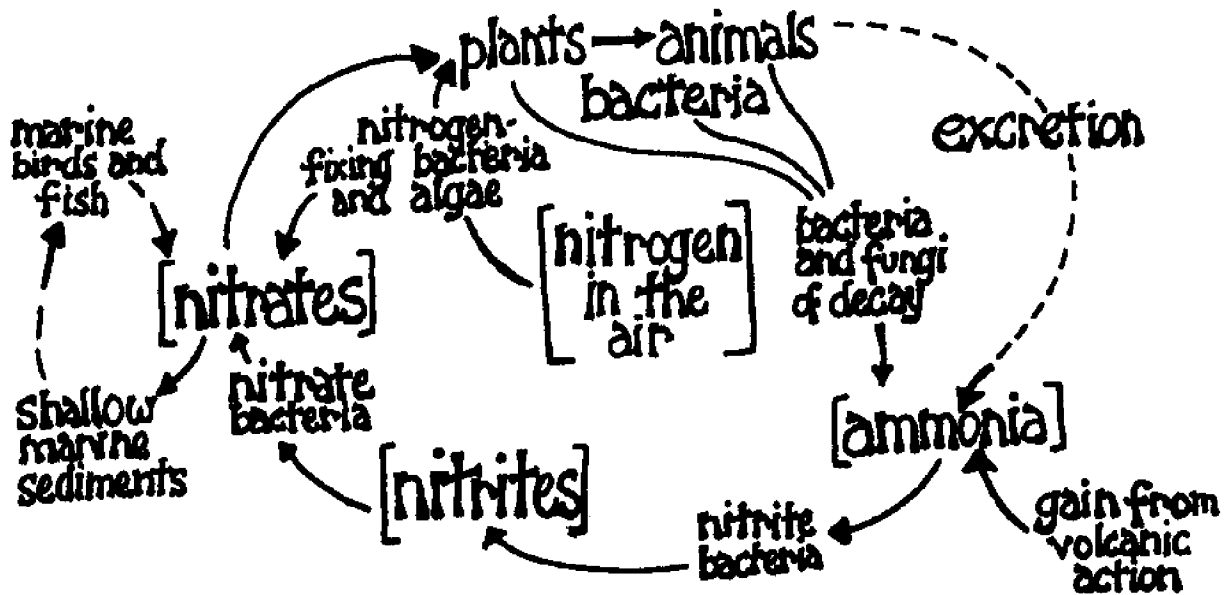 plants
animals
bacteria
excretion
marine
birds and
fish
nitrogen-
fixing bacteria
and algae
[nitrogen
in the
air]
bacteria
and fungi
of decay
[nitrates]
nitrate
bacteria
shallow
marine
sediments
[nitrites]
nitrite
bacteria
[ammonia]
gain from
volcanic
action